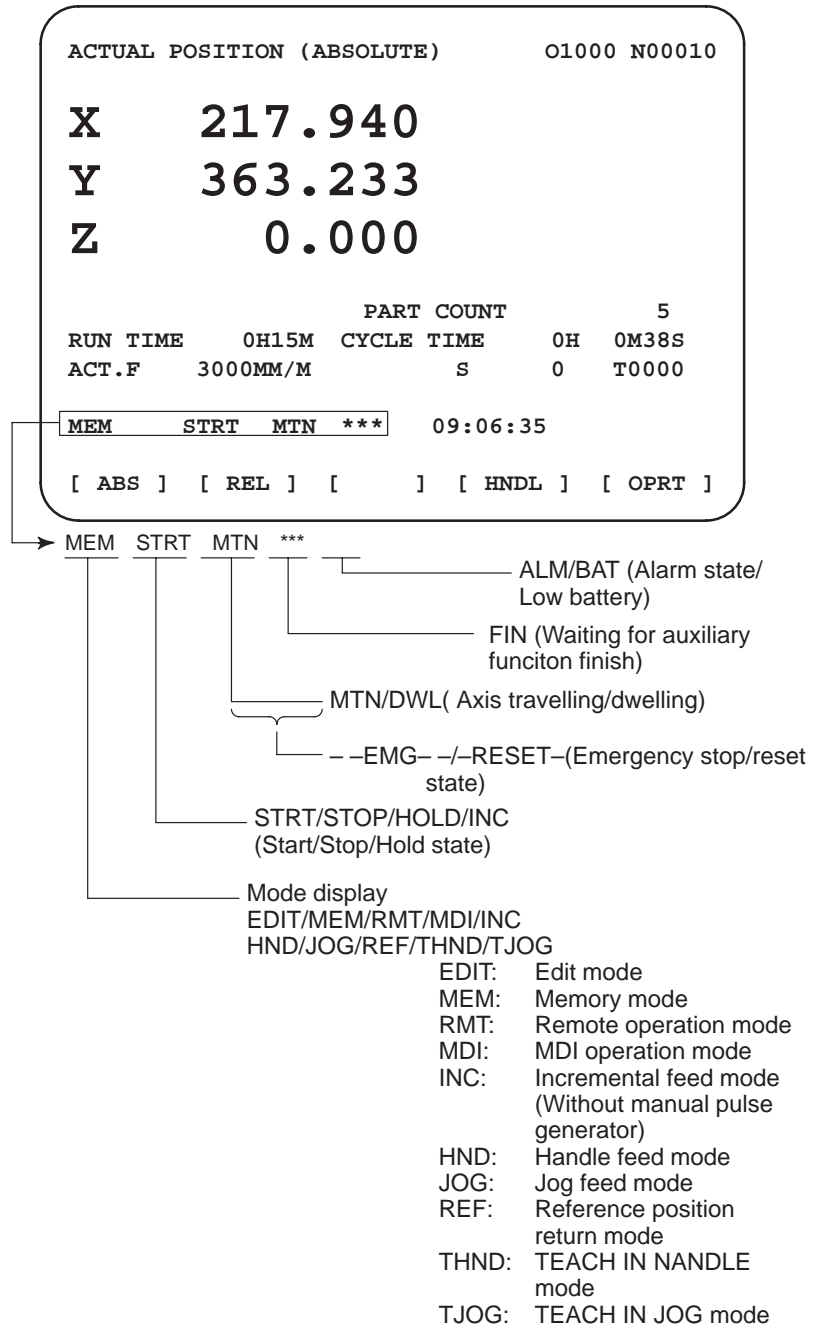 ACTUAL POSITION (ABSOLUTE) O1000 N00010
X 217.940
Y 363.233
Z 0.000
PART COUNT 5
RUN TIME 0H15M CYCLE TIME 0H 0M38S
ACT.F 3000MM/M S 0 T0000
MEM STRT MTN *** 09:06:35
[ ABS ] [ REL ] [ ] [ HNDL ] [ OPRT ]
MEM STRT MTN ***
ALM/BAT (Alarm state/
Low battery)
FIN (Waiting for auxiliary
funciton finish)
MTN/DWL( Axis travelling/dwelling)
– –EMG– –/–RESET–(Emergency stop/reset
state)
STRT/STOP/HOLD/INC
(Start/Stop/Hold state)
Mode display
EDIT/MEM/RMT/MDI/INC
HND/JOG/REF/THND/TJOG
EDIT: Edit mode
MEM: Memory mode
RMT: Remote operation mode
MDI: MDI operation mode
INC: Incremental feed mode
(Without manual pulse
generator)
HND: Handle feed mode
JOG: Jog feed mode
REF: Reference position
return mode
THND: TEACH IN NANDLE
mode
TJOG: TEACH IN JOG mode